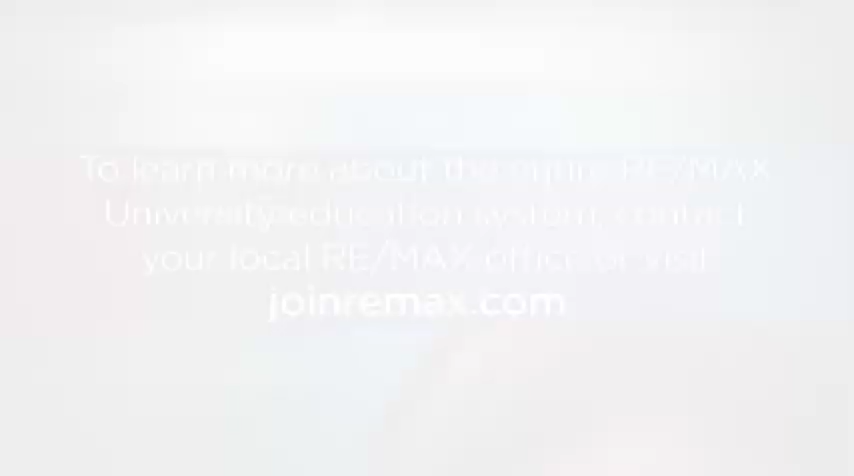 To learn more about the entire RE/MAX
University education system, contact
your local RE/MAX office or visit
joinremax.com